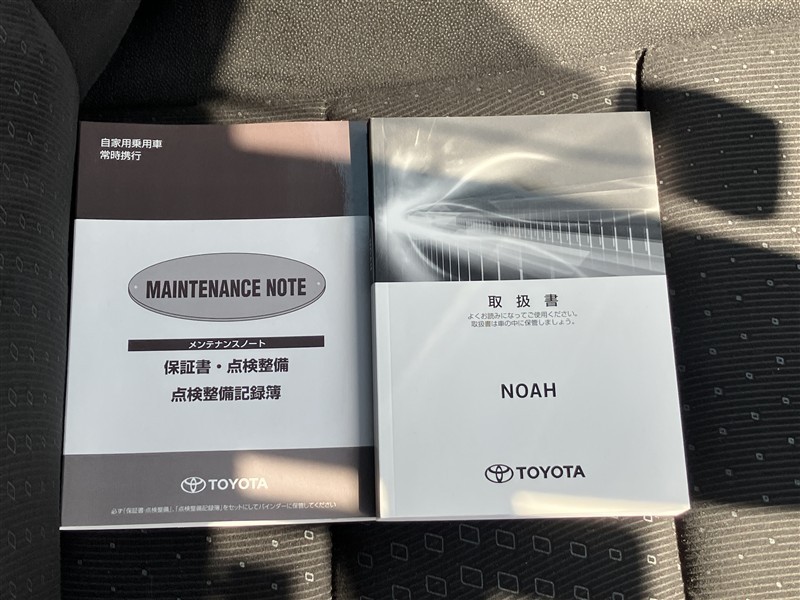 自家用乗用車
常時携行
MAINTENANCE NOTE
メンテナンスノート
保証書・点検整備
点検整備記録簿
TOYOTA
必ず「保証書・点検整備」、「点検整備記録簿」をセットにしてバインダーに保管してください
取扱書
よくお読みになってご使用ください。
取扱書は車の中に保管しましょう。
NOAH
TOYOTA